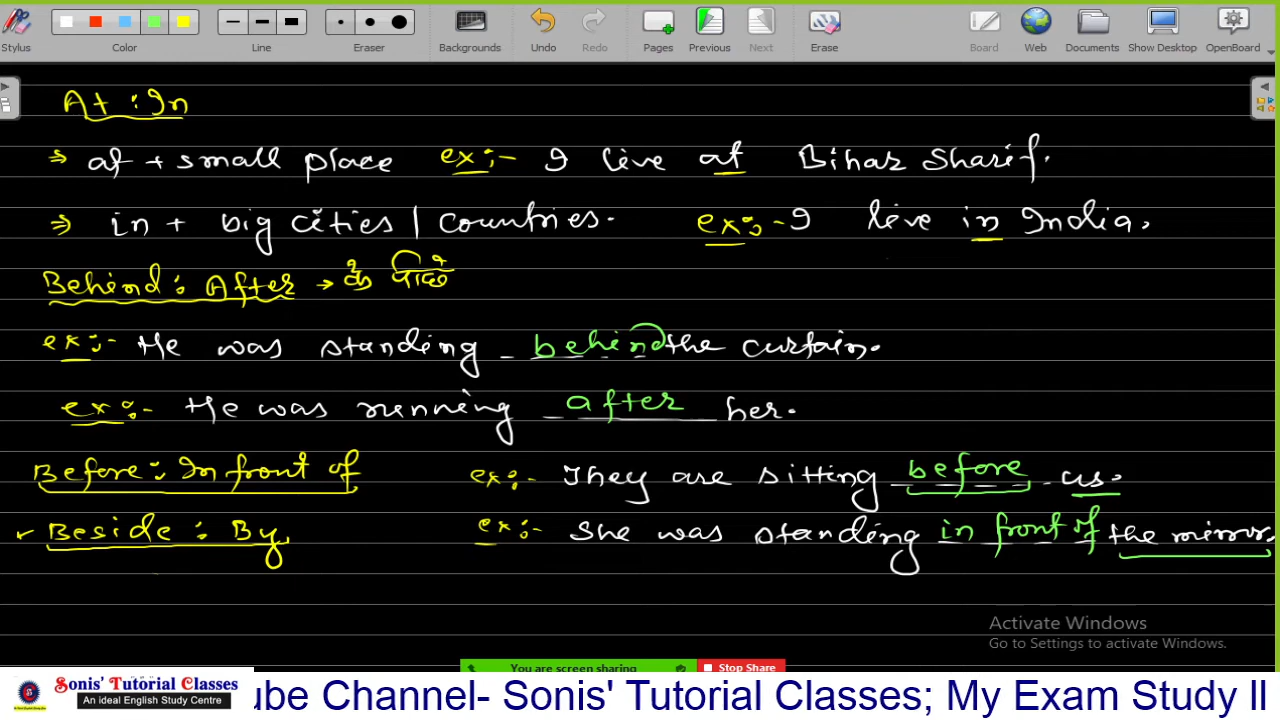 Stylus Color Line Eraser Backgrounds Undo Redo Pages Previous Next Erase Board Web Documents Show Desktop OpenBoard
At : In
⇒ at + small place ex:- I live at Bihar Sharif.
⇒ in + big cities / countries. ex:- I live in India.
Behind : After → के पीछे
ex:- He was standing behind the curtain.
ex:- He was running after her.
Before : In front of ex:- They are sitting before us.
✓ Beside : By ex:- She was standing in front of the mirror.
Activate Windows
Go to Settings to activate Windows.
You are screen sharing Stop Share
Sonis' Tutorial Classes
An ideal English Study Centre
ube Channel- Sonis' Tutorial Classes; My Exam Study II